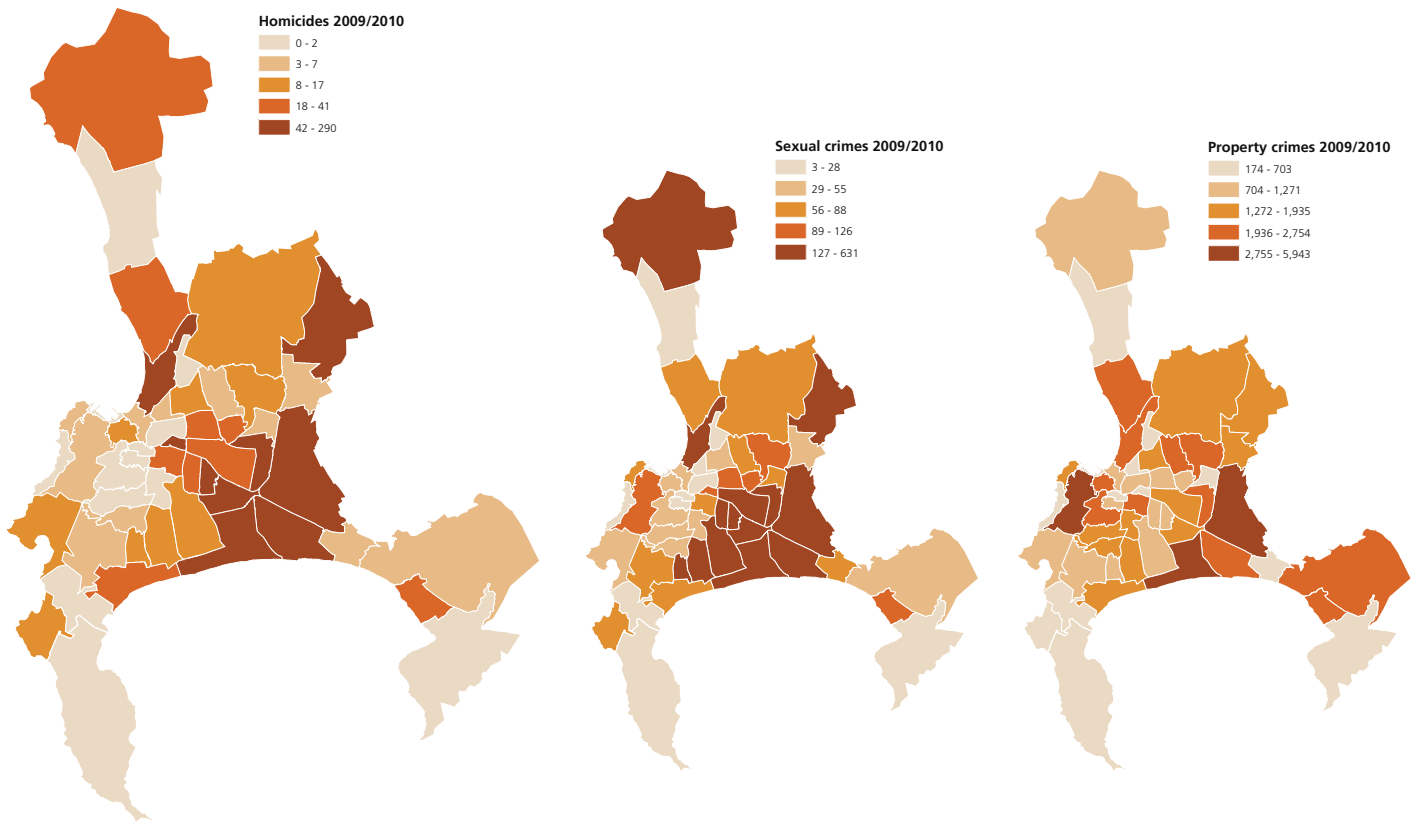 Homicides 2009/2010
0 - 2
3 - 7
8 - 17
18 - 41
42 - 290
Sexual crimes 2009/2010
3 - 28
29 - 55
56 - 88
89 - 126
127 - 631
Property crimes 2009/2010
174 - 703
704 - 1,271
1,272 - 1,935
1,936 - 2,754
2,755 - 5,943